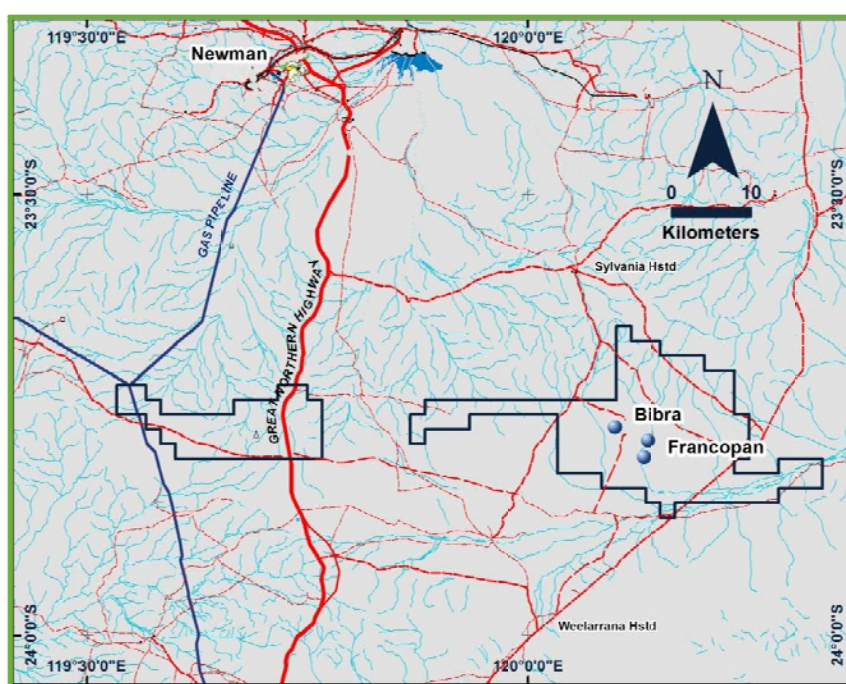 119°30'0"E
120°0'0"E
Newman
N
0 10
Kilometers
23°30'0"S
23°30'0"S
GAS PIPELINE
Sylvania Hstd
GREAT NORTHERN HIGHWAY
Bibra
Francopan
Weelarrana Hstd
24°0'0"S
24°0'0"S
119°30'0"E
120°0'0"E